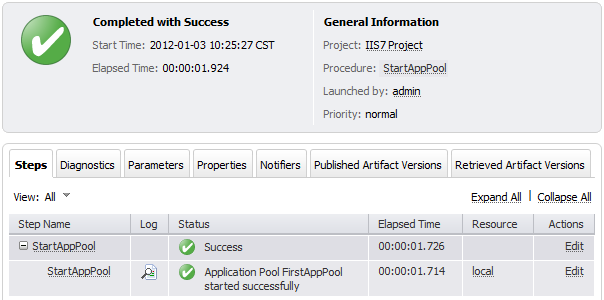 Completed with Success
Start Time: 2012-01-03 10:25:27 CST
Elapsed Time: 00:00:01.924
General Information
Project: IIS7 Project
Procedure: StartAppPool
Launched by: admin
Priority: normal
Steps Diagnostics Parameters Properties Notifiers Published Artifact Versions Retrieved Artifact Versions
View: All Expand All | Collapse All
Step Name Log Status Elapsed Time Resource Actions
StartAppPool Success 00:00:01.726 Edit
StartAppPool Application Pool FirstAppPool 00:00:01.714 local Edit
started successfully